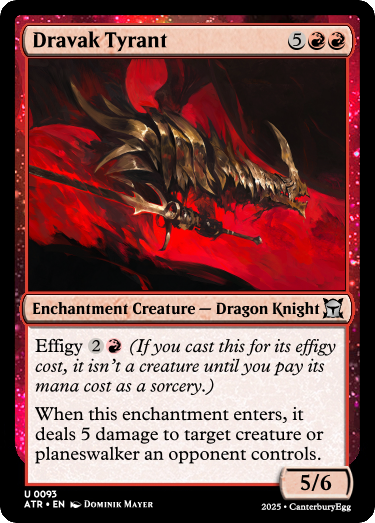 Dravak Tyrant 5
Enchantment Creature — Dragon Knight
Effigy 2 (If you cast this for its effigy
cost, it isn't a creature until you pay its
mana cost as a sorcery.)
When this enchantment enters, it
deals 5 damage to target creature or
planeswalker an opponent controls.
5/6
U 0093
ATR • EN Dominik Mayer
2025 • CanterburyEgg